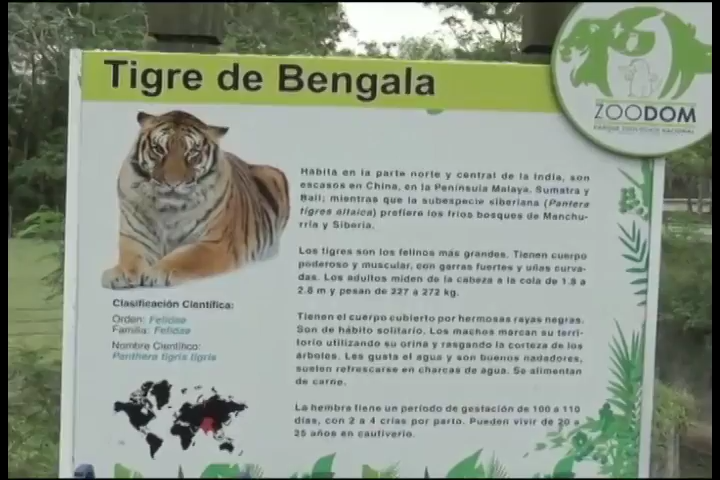 Tigre de Bengala
ZOODOM
PARQUE ZOOLOGICO NACIONAL
Habita en la parte norte y central de la India, son
escasos en China, en la Península Malaya, Sumatra y
Bali; mientras que la subespecie siberiana (Pantera
tigres altaica) prefiere los fríos bosques de Manchu-
rria y Siberia.
Los tigres son los felinos más grandes. Tienen cuerpo
poderoso y muscular, con garras fuertes y uñas curva-
das. Los adultos miden de la cabeza a la cola de 1.8 a
2.8 m y pesan de 227 a 272 kg.
Clasificación Científica:
Orden: Felidae
Familia: Felidae
Nombre Científico:
Panthera tigris tigris
Tienen el cuerpo cubierto por hermosas rayas negras.
Son de hábito solitario. Los machos marcan su terri-
torio utilizando su orina y rasgando la corteza de los
árboles. Les gusta el agua y son buenos nadadores,
suelen refrescarse en charcas de agua. Se alimentan
de carne.
La hembra tiene un período de gestación de 100 a 110
días, con 2 a 4 crías por parto. Pueden vivir de 20 a
25 años en cautiverio.